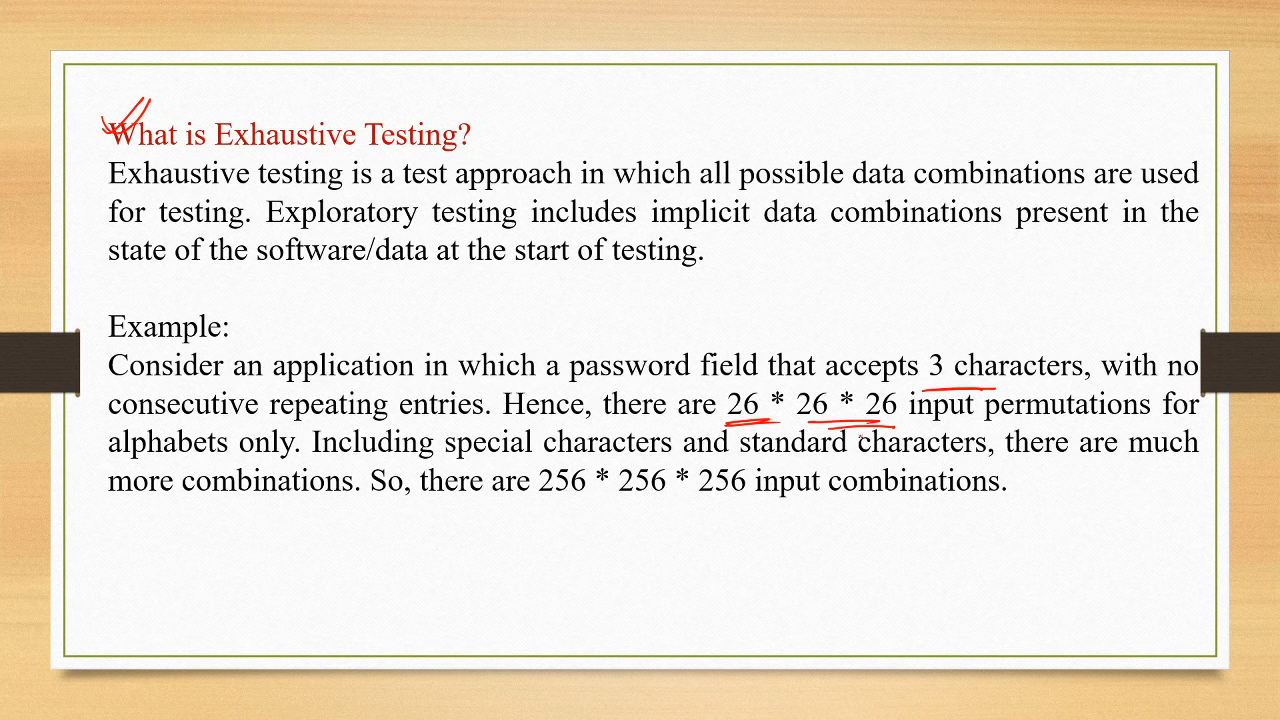 What is Exhaustive Testing?
Exhaustive testing is a test approach in which all possible data combinations are used
for testing. Exploratory testing includes implicit data combinations present in the
state of the software/data at the start of testing.
Example:
Consider an application in which a password field that accepts 3 characters, with no
consecutive repeating entries. Hence, there are 26 * 26 * 26 input permutations for
alphabets only. Including special characters and standard characters, there are much
more combinations. So, there are 256 * 256 * 256 input combinations.